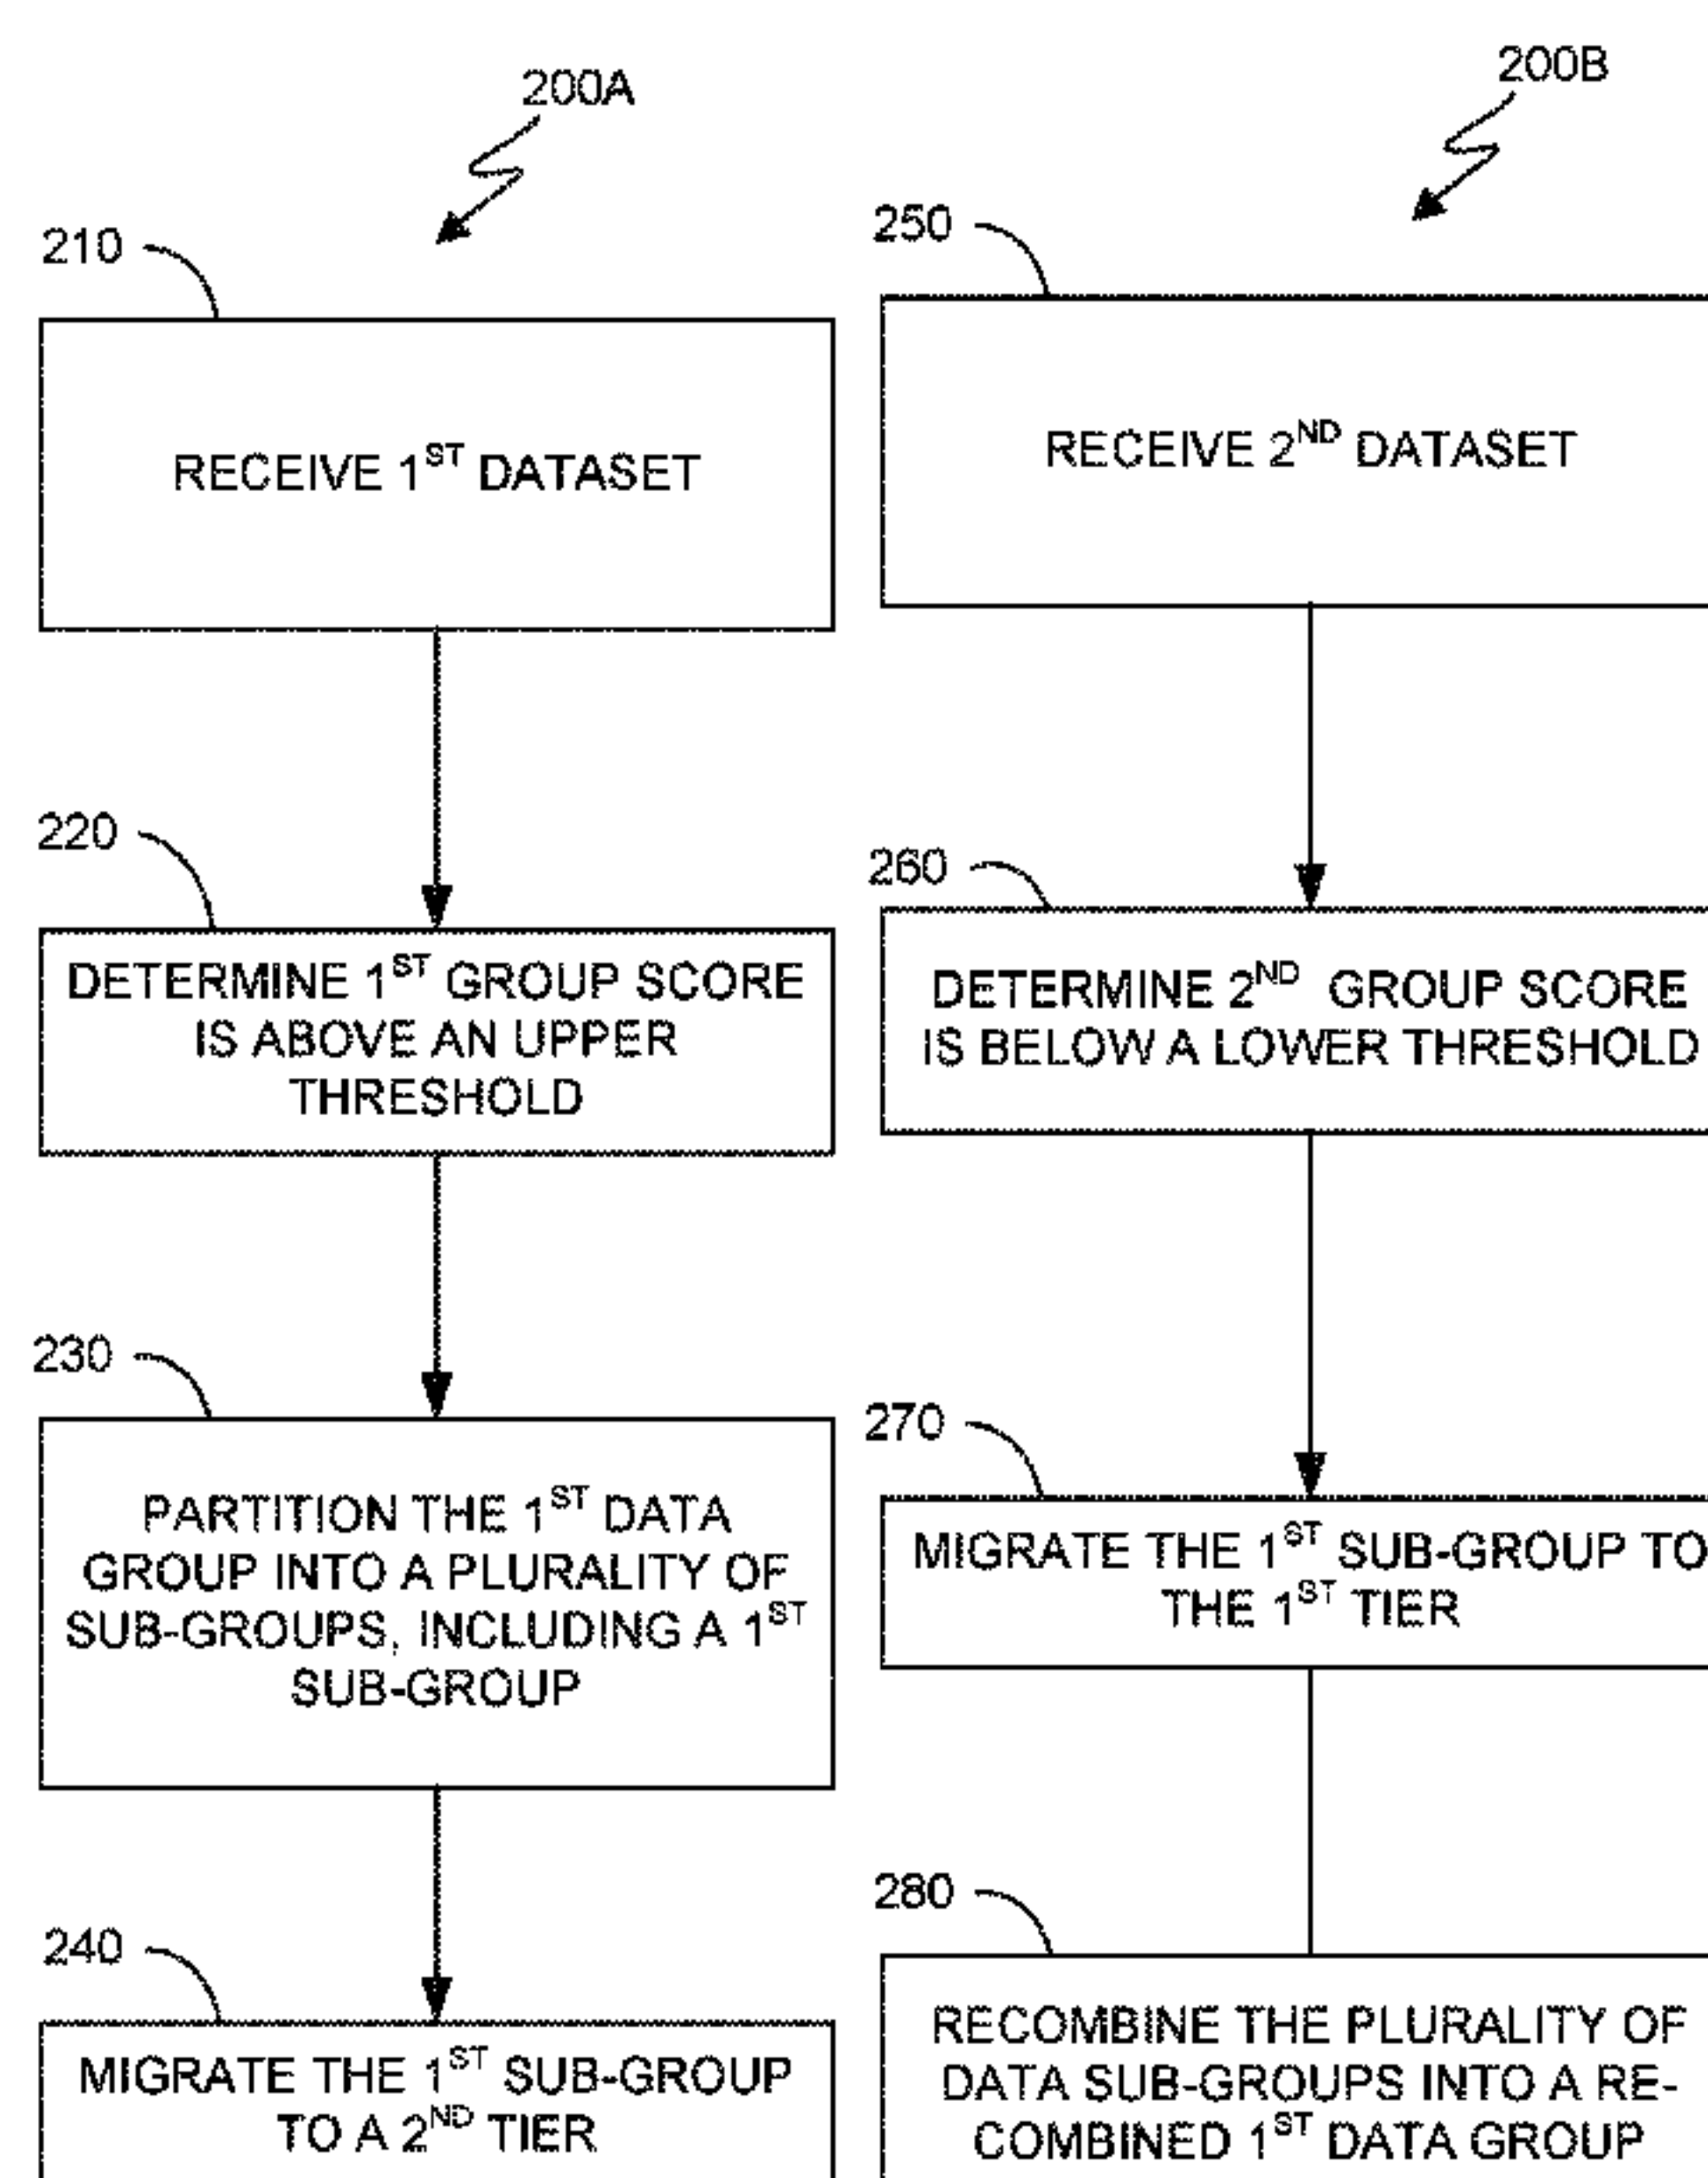 200A
210
RECEIVE 1ST DATASET
220
DETERMINE 1ST GROUP SCORE
IS ABOVE AN UPPER
THRESHOLD
230
PARTITION THE 1ST DATA
GROUP INTO A PLURALITY OF
SUB-GROUPS, INCLUDING A 1ST
SUB-GROUP
240
MIGRATE THE 1ST SUB-GROUP
TO A 2ND TIER
200B
250
RECEIVE 2ND DATASET
260
DETERMINE 2ND GROUP SCORE
IS BELOW A LOWER THRESHOLD
270
MIGRATE THE 1ST SUB-GROUP TO
THE 1ST TIER
280
RECOMBINE THE PLURALITY OF
DATA SUB-GROUPS INTO A RE-
COMBINED 1ST DATA GROUP